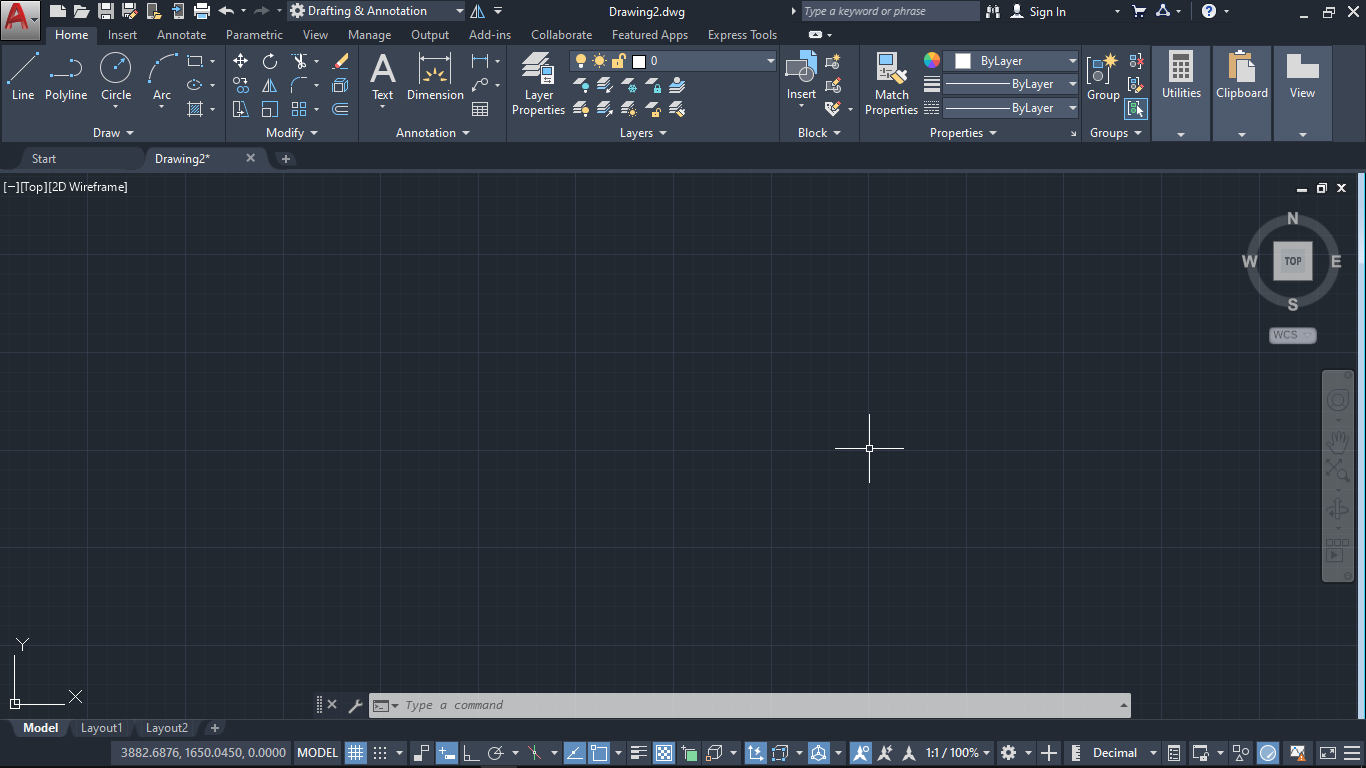 Drafting & Annotation Drawing2.dwg Type a keyword or phrase Sign In
Home Insert Annotate Parametric View Manage Output Add-ins Collaborate Featured Apps Express Tools
0 ByLayer
Line Polyline Circle Arc Text Dimension Layer Properties Insert Match Properties ByLayer Group Utilities Clipboard View
ByLayer
Draw Modify Annotation Layers Block Properties Groups
Start Drawing2*
[−][Top][2D Wireframe]
N
W TOP E
S
WCS
Y
X
Type a command
Model Layout1 Layout2
3882.6876, 1650.0450, 0.0000 MODEL 1:1 / 100% Decimal